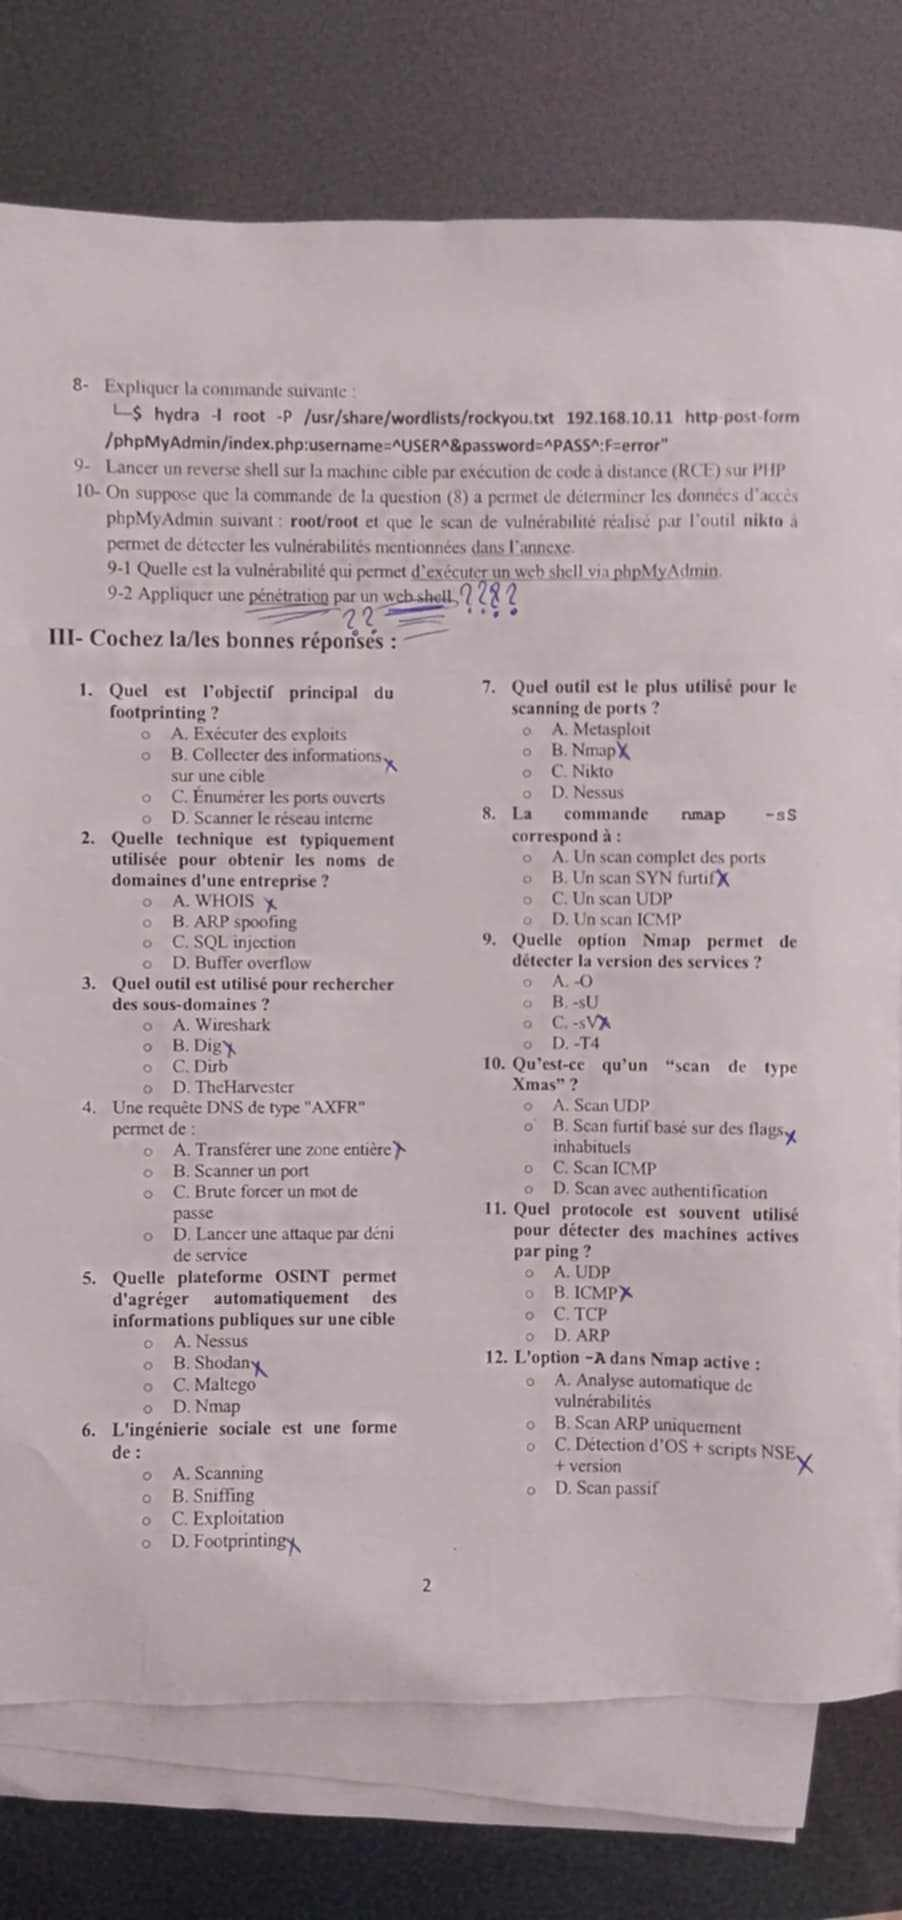 8- Expliquer la commande suivante :
└─$ hydra -l root -P /usr/share/wordlists/rockyou.txt 192.168.10.11 http-post-form
/phpMyAdmin/index.php:username=^USER^&password=^PASS^:F=error"
9- Lancer un reverse shell sur la machine cible par exécution de code à distance (RCE) sur PHP
10- On suppose que la commande de la question (8) a permet de déterminer les données d'accès
phpMyAdmin suivant : root/root et que le scan de vulnérabilité réalisé par l'outil nikto à
permet de détecter les vulnérabilités mentionnées dans l'annexe.
9-1 Quelle est la vulnérabilité qui permet d'exécuter un web shell via phpMyAdmin.
9-2 Appliquer une pénétration par un web shell. ????
??
III- Cochez la/les bonnes réponses :
1. Quel est l'objectif principal du
footprinting ?
o A. Exécuter des exploits
o B. Collecter des informations x
sur une cible
o C. Énumérer les ports ouverts
o D. Scanner le réseau interne
2. Quelle technique est typiquement
utilisée pour obtenir les noms de
domaines d'une entreprise ?
o A. WHOIS x
o B. ARP spoofing
o C. SQL injection
o D. Buffer overflow
3. Quel outil est utilisé pour rechercher
des sous-domaines ?
o A. Wireshark
o B. Dig x
o C. Dirb
o D. TheHarvester
4. Une requête DNS de type "AXFR"
permet de :
o A. Transférer une zone entière x
o B. Scanner un port
o C. Brute forcer un mot de
passe
o D. Lancer une attaque par déni
de service
5. Quelle plateforme OSINT permet
d'agréger automatiquement des
informations publiques sur une cible
o A. Nessus
o B. Shodan x
o C. Maltego
o D. Nmap
6. L'ingénierie sociale est une forme
de :
o A. Scanning
o B. Sniffing
o C. Exploitation
o D. Footprinting x
7. Quel outil est le plus utilisé pour le
scanning de ports ?
o A. Metasploit
o B. Nmap x
o C. Nikto
o D. Nessus
8. La commande nmap -sS
correspond à :
o A. Un scan complet des ports
o B. Un scan SYN furtif x
o C. Un scan UDP
o D. Un scan ICMP
9. Quelle option Nmap permet de
détecter la version des services ?
o A. -O
o B. -sU
o C. -sV x
o D. -T4
10. Qu'est-ce qu'un "scan de type
Xmas" ?
o A. Scan UDP
o B. Scan furtif basé sur des flags x
inhabituels
o C. Scan ICMP
o D. Scan avec authentification
11. Quel protocole est souvent utilisé
pour détecter des machines actives
par ping ?
o A. UDP
o B. ICMP x
o C. TCP
o D. ARP
12. L'option -A dans Nmap active :
o A. Analyse automatique de
vulnérabilités
o B. Scan ARP uniquement
o C. Détection d'OS + scripts NSE x
+ version
o D. Scan passif
2